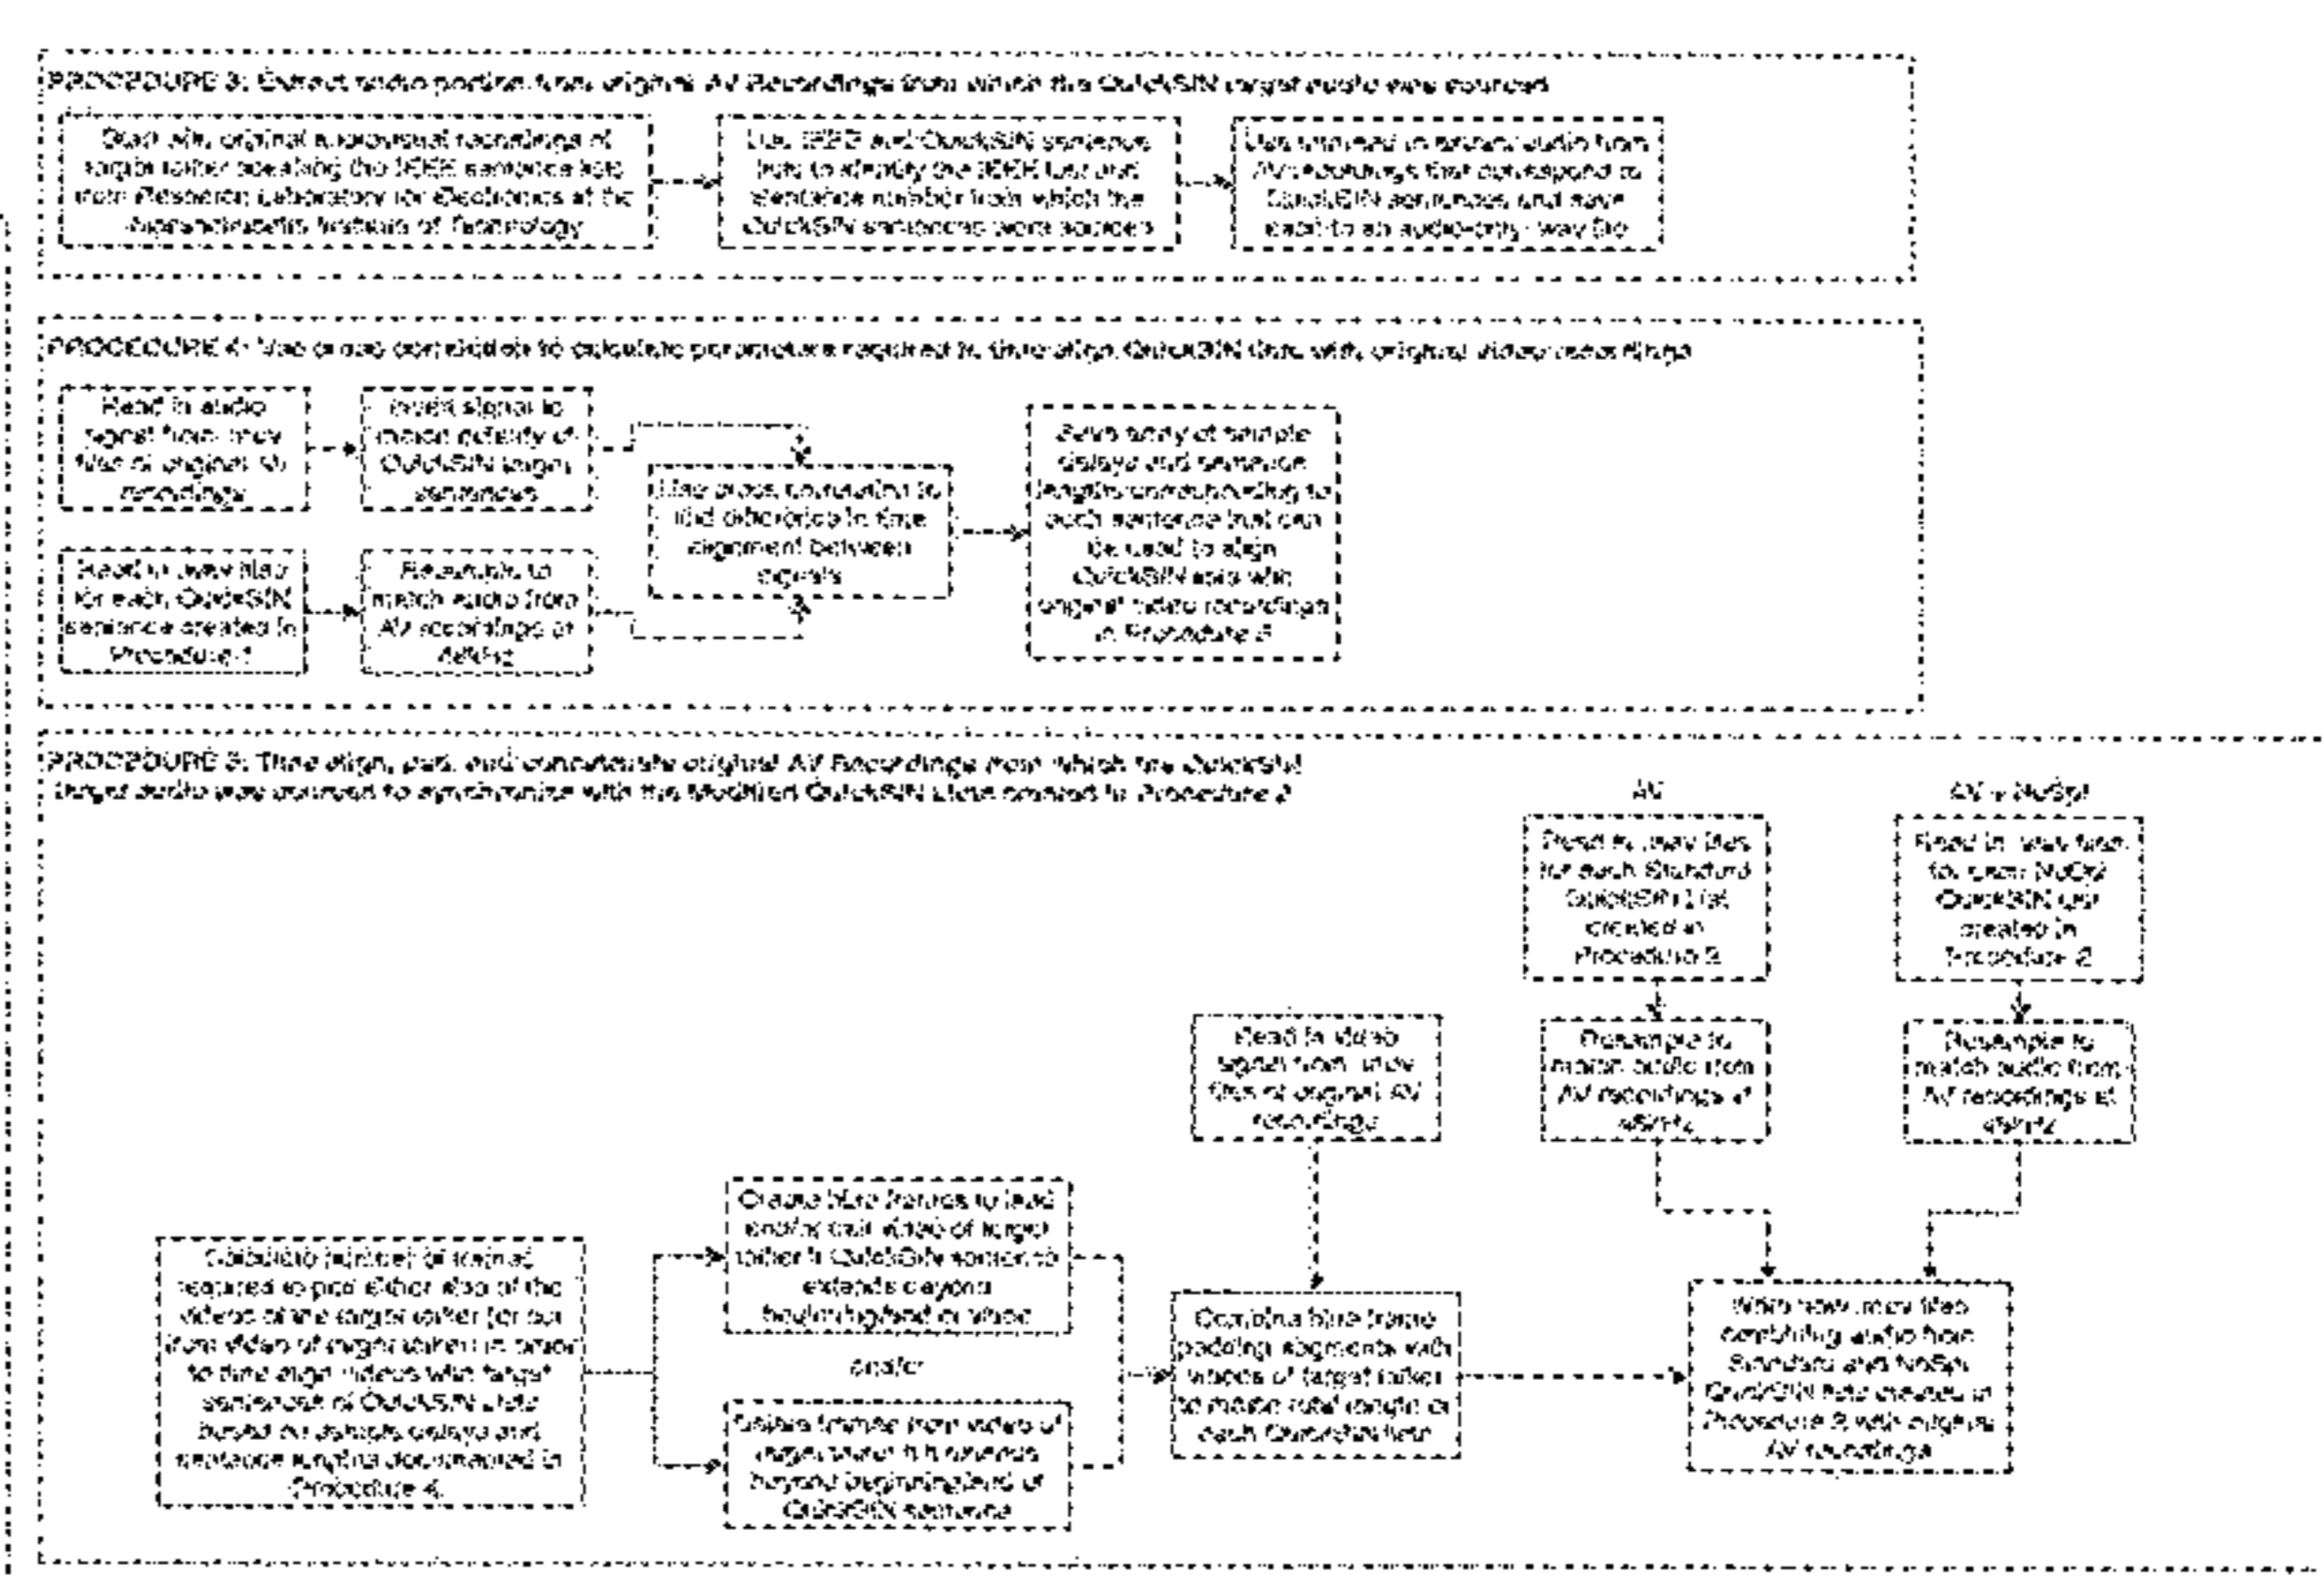 PROCEDURE 3: Extract audio portion from original AV Recordings from which the QuickSIN target audio was sourced
original audiovisual recordings of
target talker speaking the IEEE sentence lists
from Research Laboratory for Electronics at the
Massachusetts Institute of Technology
Use IEEE and QuickSIN sentence
lists to identify the IEEE List and
sentence number from which the
QuickSIN sentences were sourced
Use to extract audio from
AV recordings that correspond to
QuickSIN sentences and save
each to an audio-only .wav file
PROCEDURE 4: Use cross correlation to calculate parameters required to time align QuickSIN lists with original video recordings
Read in audio
signal from .mov
files of original AV
recordings
Invert signal to
match polarity of
QuickSIN target
sentences
Read in .wav files
for each QuickSIN
sentence created in
Procedure 1
Resample to
match audio from
AV recordings at
48kHz
Use cross correlation to
find difference in time
alignment between
signals
Save array of sample
delays and sentence
lengths corresponding to
each sentence that can
be used to align
QuickSIN lists with
original video recordings
in Procedure 5
PROCEDURE 5: Time align, pad, and concatenate original AV Recordings from which the QuickSIN
target audio was sourced to synchronize with the Modified QuickSIN Lists created in Procedure 2
AV
AV + NoSpl
Read in .wav files
for each Standard
QuickSIN List
created in
Procedure 2
Read in .wav files
for each NoSpl
QuickSIN List
created in
Procedure 2
Read in video
signal from .mov
files of original AV
recordings
Resample to
match audio from
AV recordings at
48kHz
Resample to
match audio from
AV recordings at
48kHz
Calculate number of frames
required to pad either side of the
videos of the target talker (or cut
from video of target talker) in order
to time align videos with target
sentences of QuickSIN Lists
based on sample delays and
sentence lengths documented in
Procedure 4
Create blue frames to lead
and/or trail video of target
talker if QuickSIN sentence
extends beyond
beginning/end of video
and/or
Delete frames from video of
target talker if it extends
beyond beginning/end of
QuickSIN sentence
Combine blue frame
padding segments with
videos of target talker
to match total length of
each QuickSIN
Write new .mov files
combining audio from
Standard and NoSpl
QuickSIN lists created in
Procedure 2 with original
AV recordings